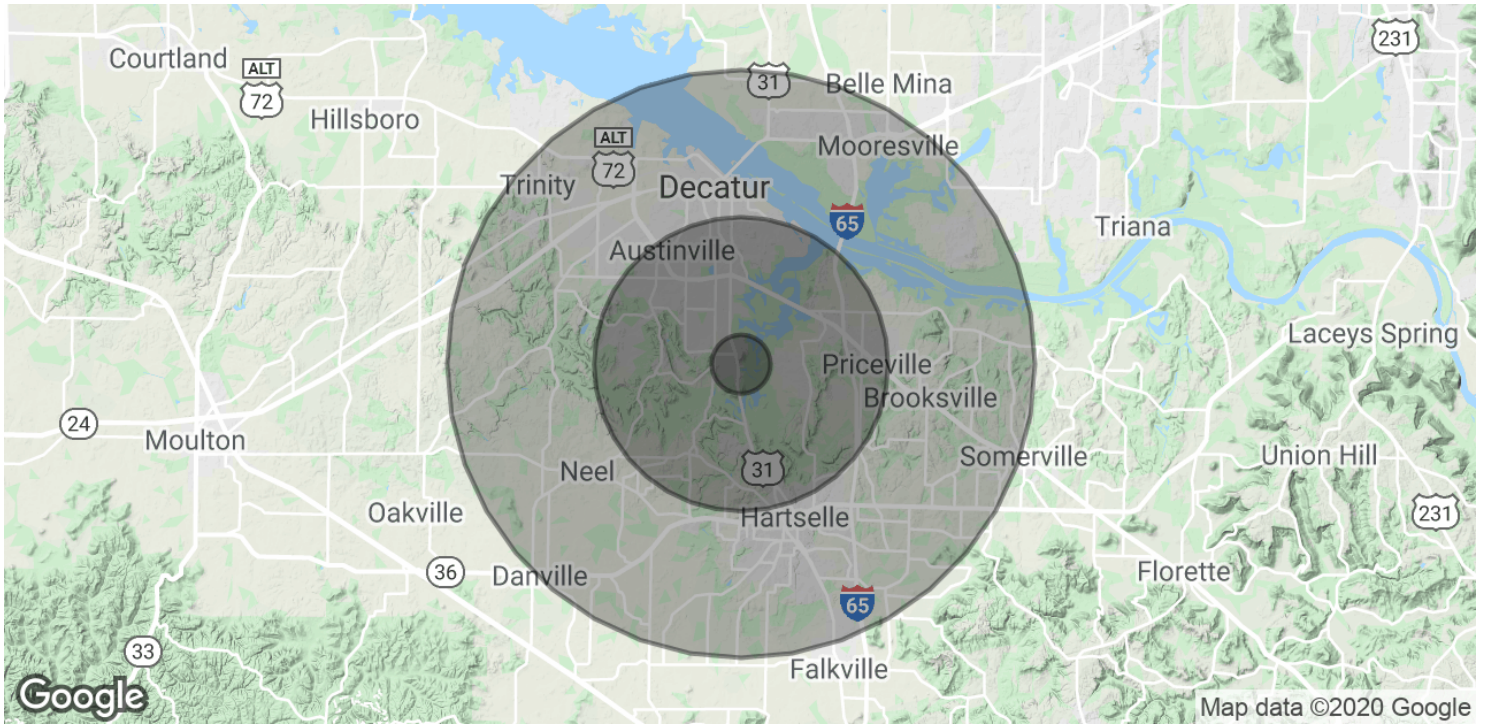 Courtland
ALT
72
231
31
Belle Mina
Hillsboro
ALT
72
Mooresville
Trinity
Decatur
65
Triana
Austinville
Laceys Spring
Priceville
Brooksville
24
Moulton
Neel
31
Somerville
Union Hill
Oakville
Hartselle
231
36
Danville
Florette
65
33
Falkville
Google
Map data ©2020 Google